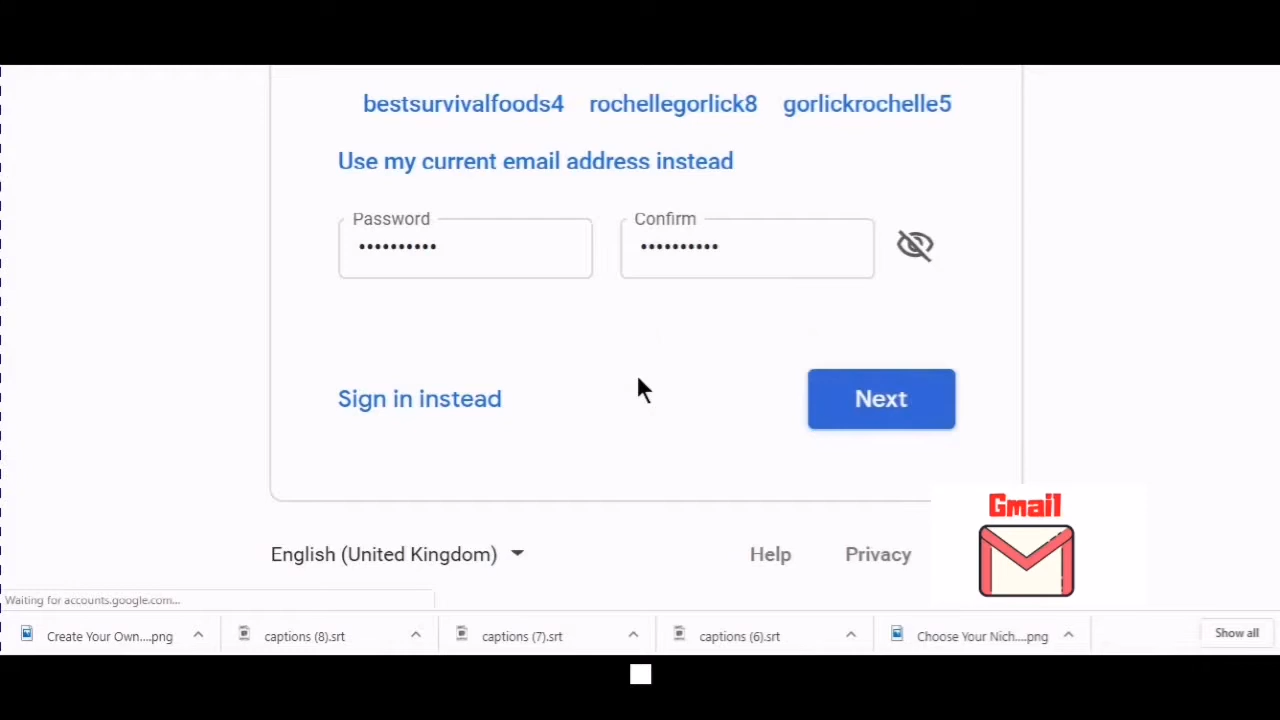 bestsurvivalfoods4 rochellegorlick8 gorlickrochelle5
Use my current email address instead
Password Confirm
•••••••••• ••••••••••
Sign in instead Next
Gmail
English (United Kingdom) Help Privacy
Waiting for accounts.google.com...
Create Your Own....png captions (8).srt captions (7).srt captions (6).srt Choose Your Nich....png Show all